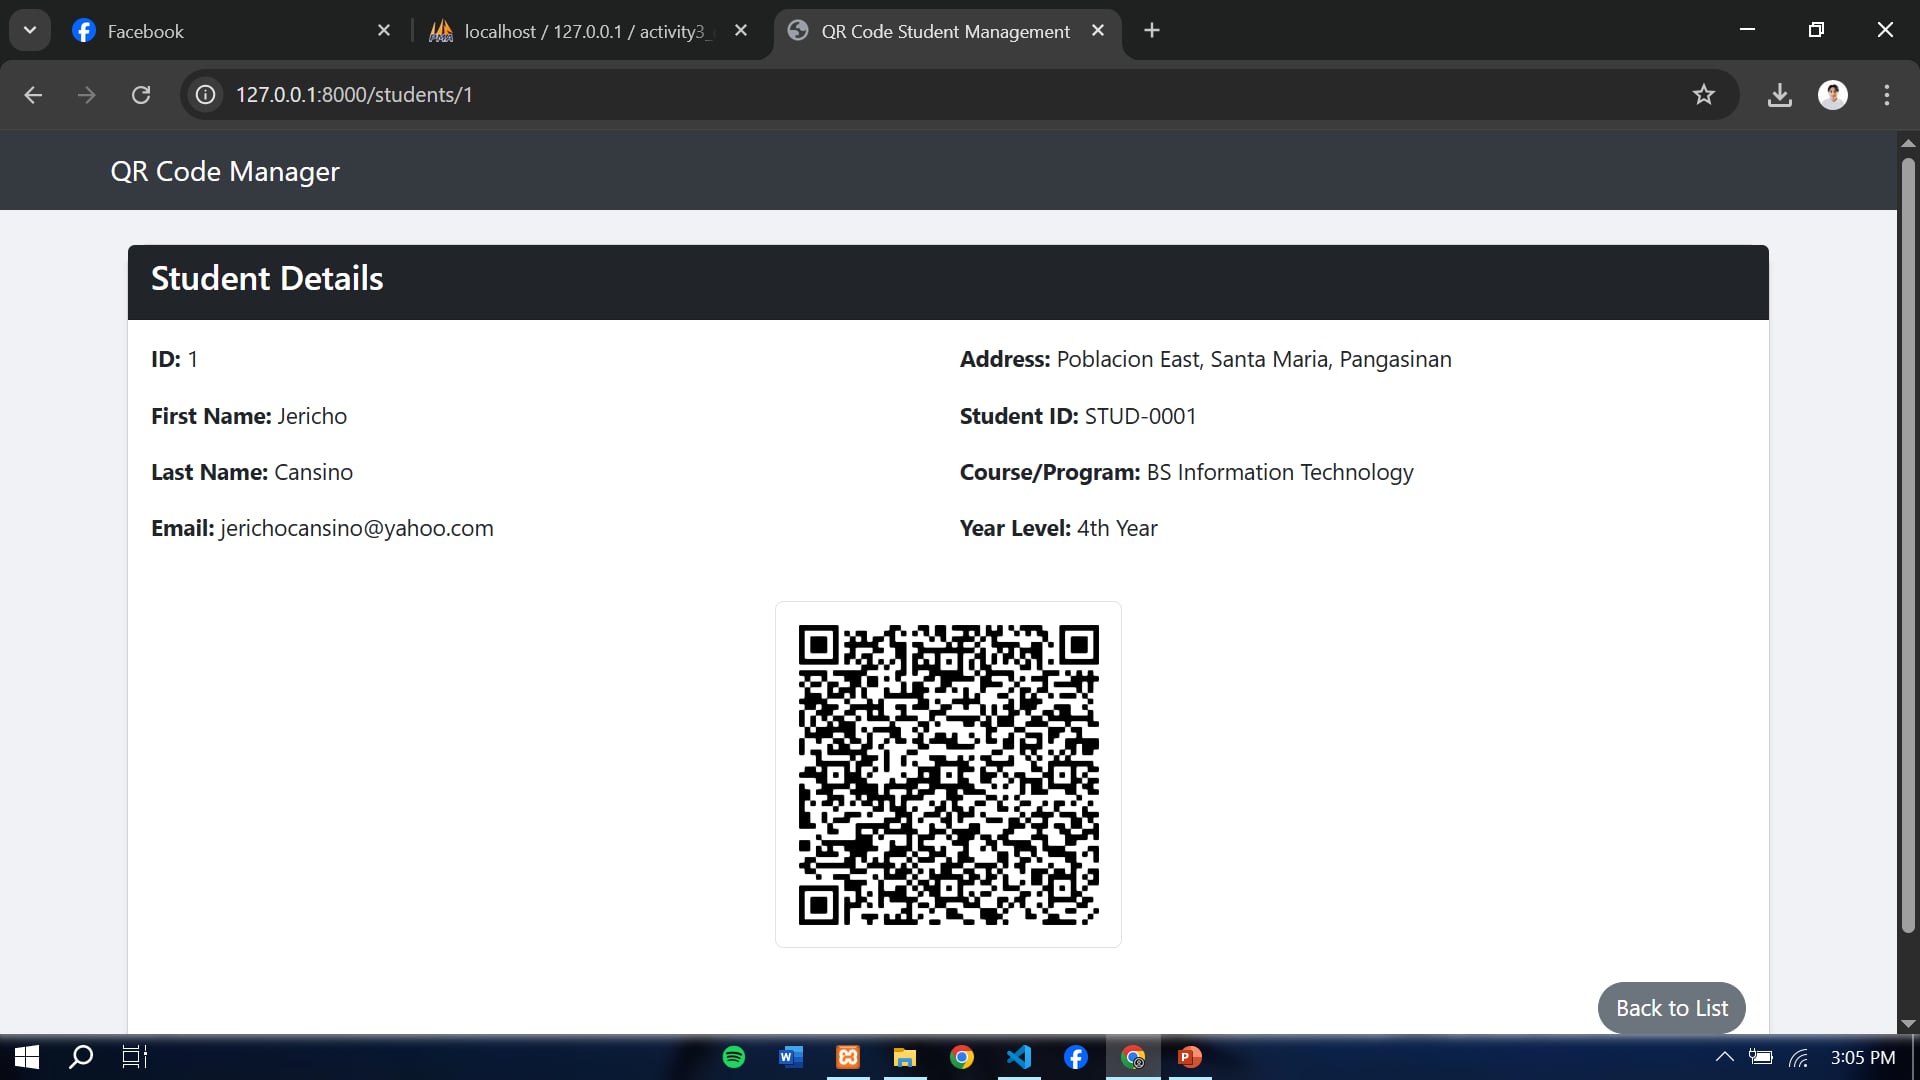 Facebook
localhost / 127.0.0.1 / activity3_
QR Code Student Management
127.0.0.1:8000/students/1
QR Code Manager
Student Details
ID: 1
Address: Poblacion East, Santa Maria, Pangasinan
First Name: Jericho
Student ID: STUD-0001
Last Name: Cansino
Course/Program: BS Information Technology
Email: jerichocansino@yahoo.com
Year Level: 4th Year
Back to List
3:05 PM